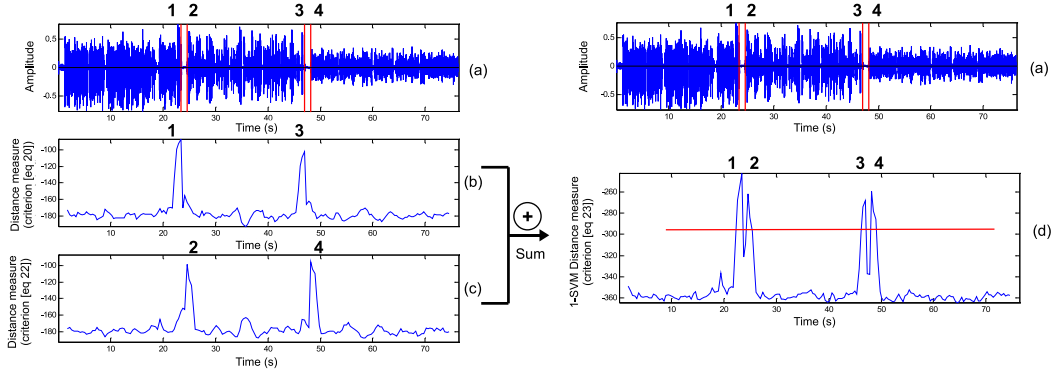 1 2 3 4
0.5
0
-0.5
Amplitude
10 20 30 40 50 60 70
Time (s)
(a)
1 3
-100
-120
-140
-160
-180
Distance measure
(criterion [eq 20])
10 20 30 40 50 60 70
Time (s)
(b)
2 4
-100
-120
-140
-160
-180
Distance measure
(criterion [eq 22])
10 20 30 40 50 60 70
Time (s)
(c)
+
Sum
1 2 3 4
0.5
0
-0.5
Amplitude
10 20 30 40 50 60 70
Time (s)
(a)
1 2 3 4
-260
-280
-300
-320
-340
-360
1-SVM Distance measure
(criterion [eq 23])
10 20 30 40 50 60 70
Time (s)
(d)